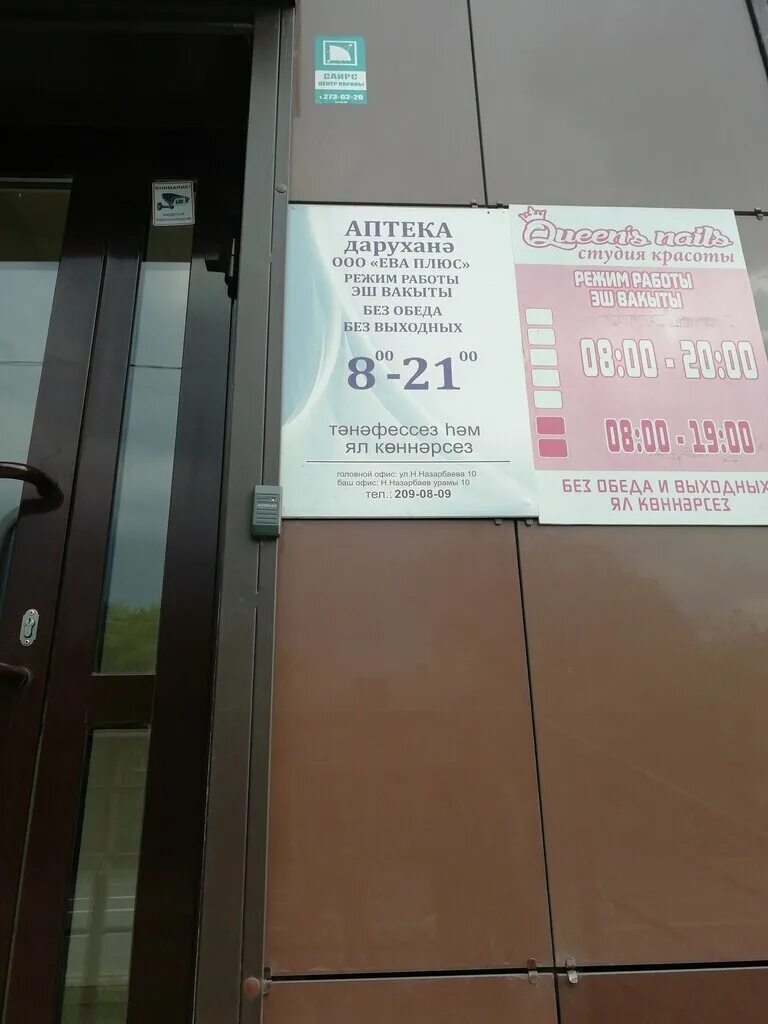 САИРС
ЦЕНТР ОХРАНЫ
т 273-02-20
ВНИМАНИЕ!
АПТЕКА
даруханә
ООО «ЕВА ПЛЮС»
РЕЖИМ РАБОТЫ
ЭШ ВАКЫТЫ
БЕЗ ОБЕДА
БЕЗ ВЫХОДНЫХ
8⁰⁰-21⁰⁰
тәнәфессез һәм
ял көннәрсез
головной офис: ул.Н.Назарбаева 10
баш офис: Н.Назарбаев урамы 10
тел.: 209-08-09
Queen's nails
студия красоты
РЕЖИМ РАБОТЫ
ЭШ ВАКЫТЫ
08:00 - 20:00
08:00 - 19:00
БЕЗ ОБЕДА И ВЫХОДНЫХ
ЯЛ КӨННӘРСЕЗ